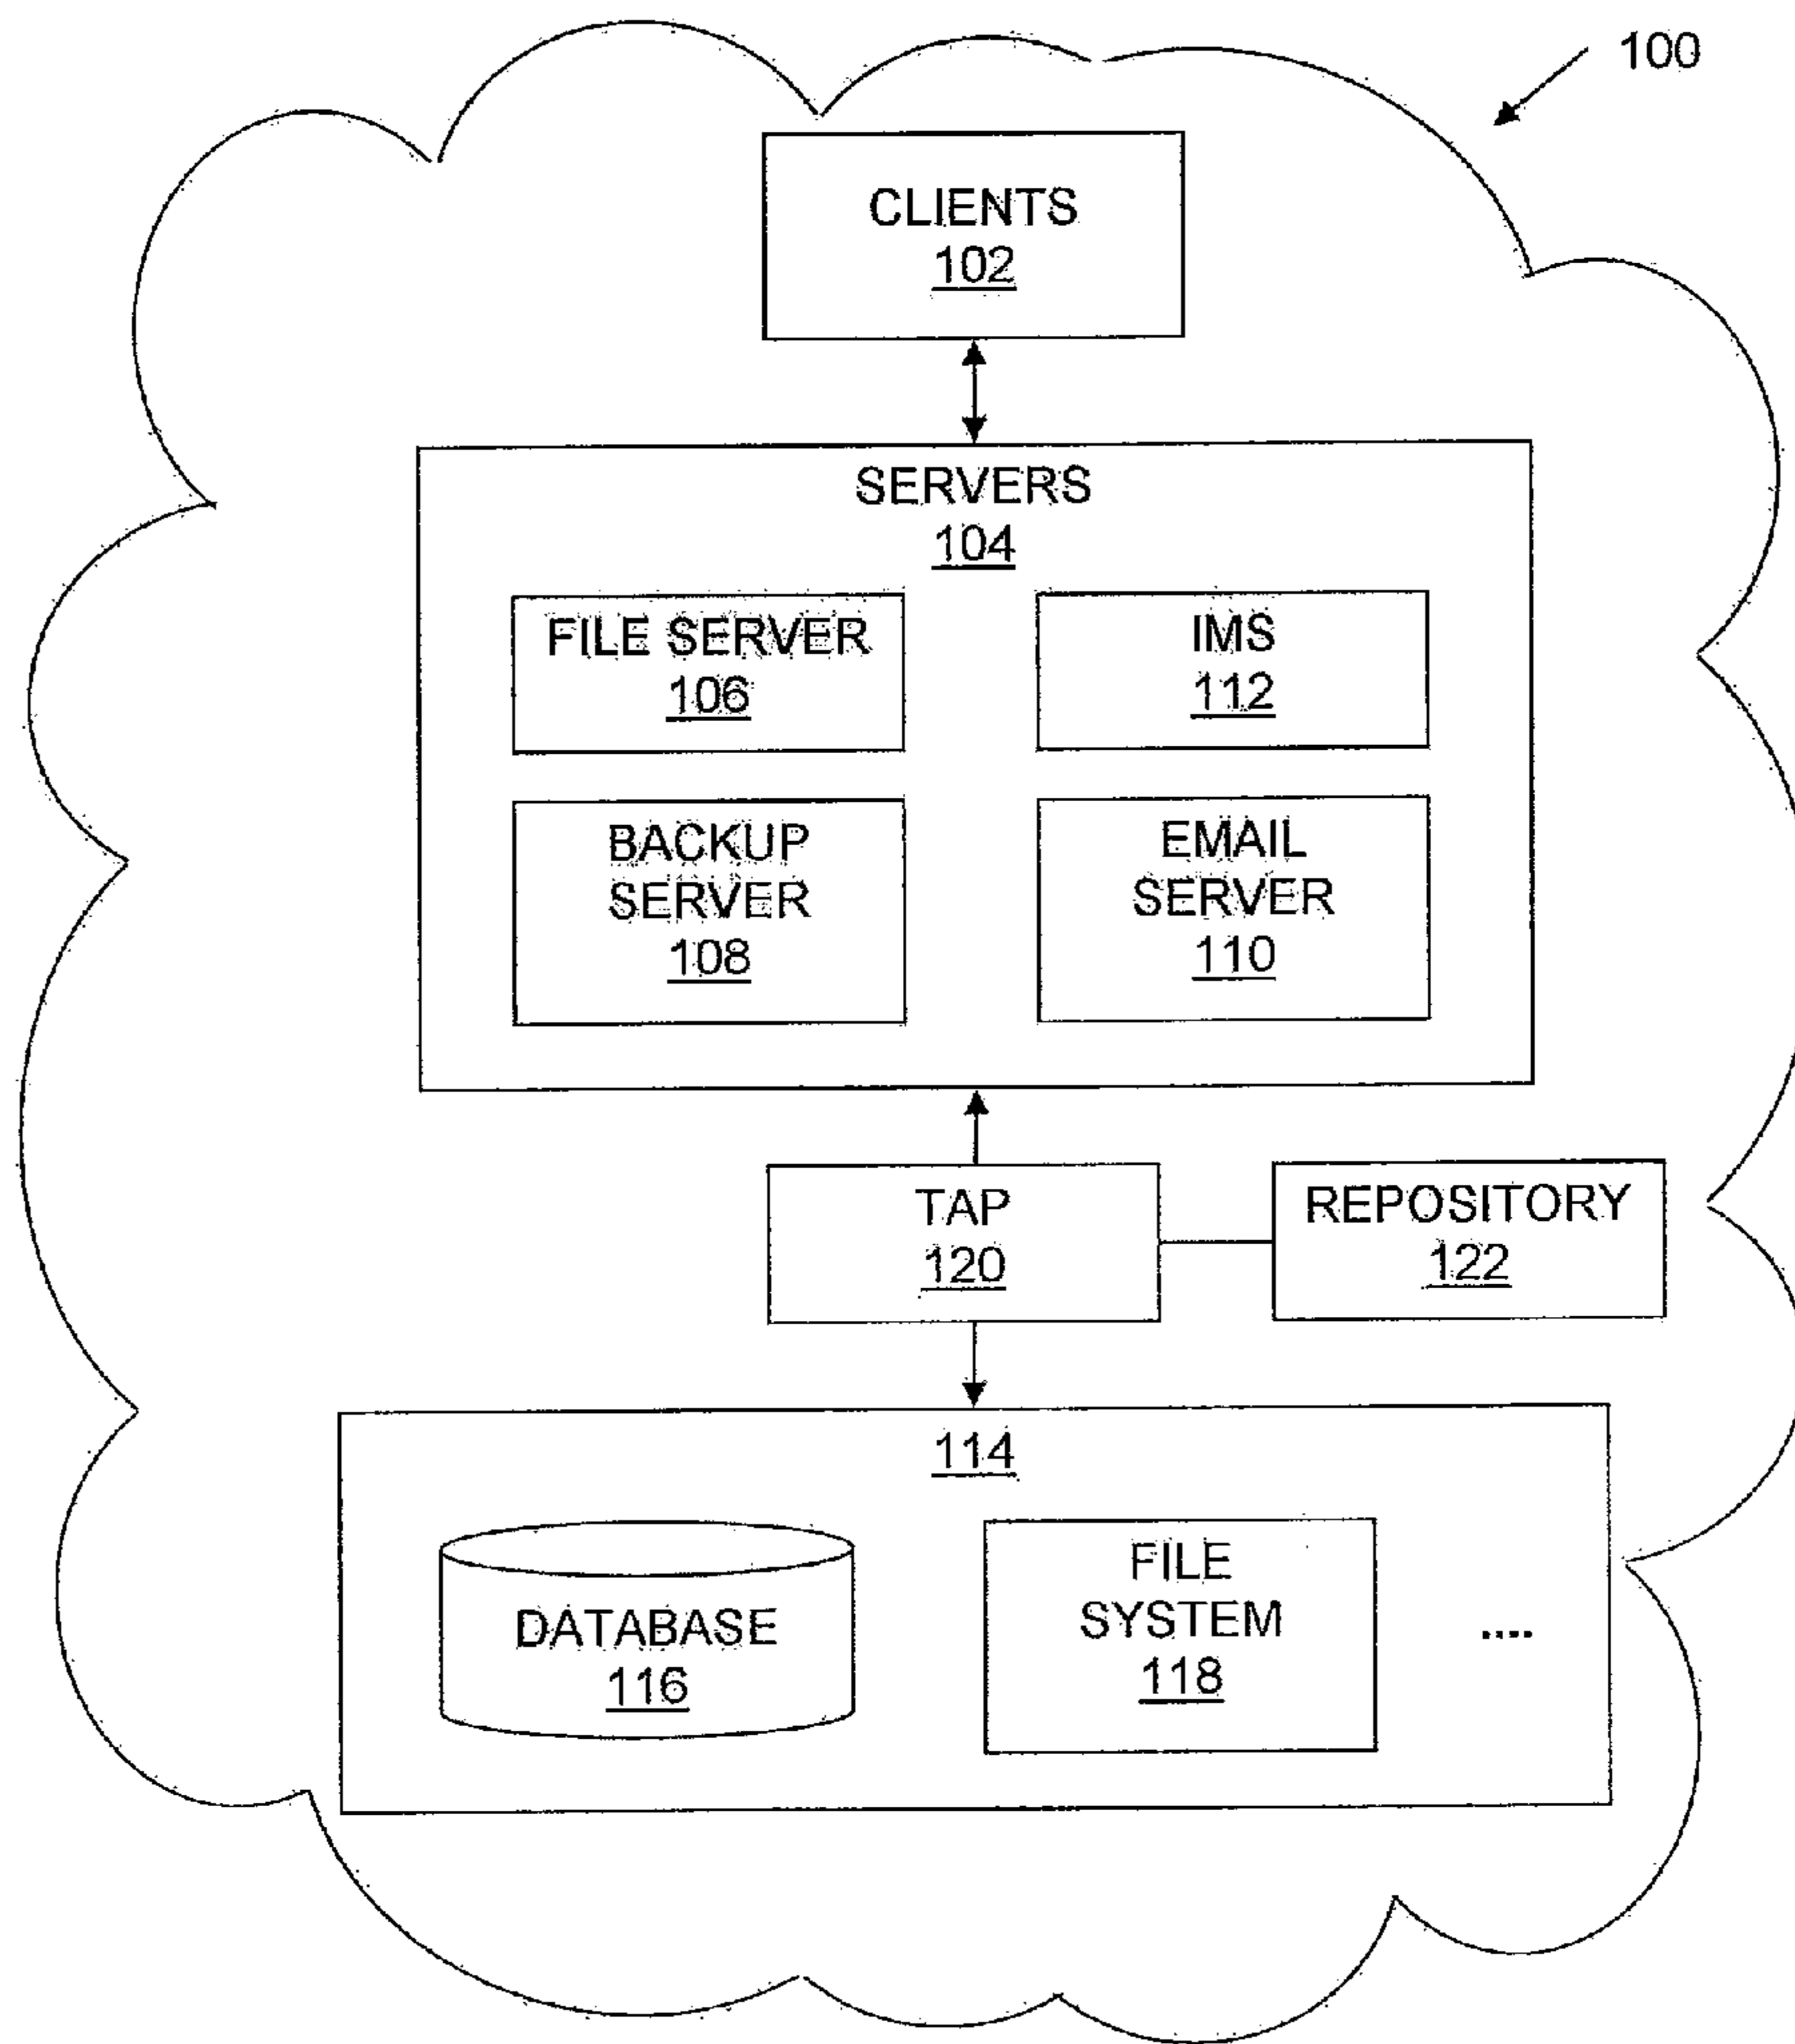 100
CLIENTS
102
SERVERS
104
FILE SERVER
106
IMS
112
BACKUP
SERVER
108
EMAIL
SERVER
110
TAP
120
REPOSITORY
122
114
DATABASE
116
FILE
SYSTEM
118
....